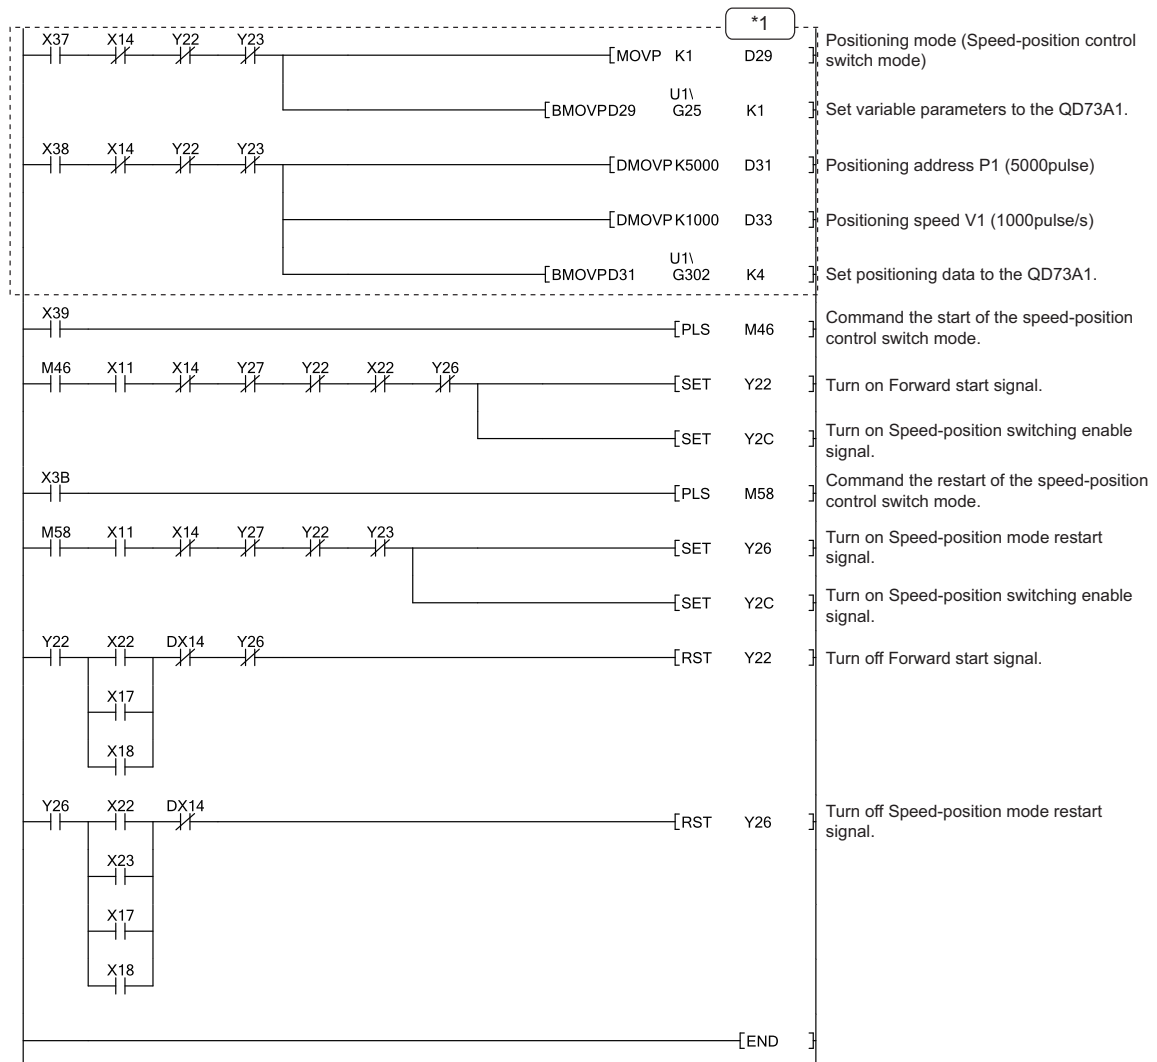 *1
X37 X14 Y22 Y23
[MOVP K1 D29 ]
Positioning mode (Speed-position control
switch mode)
[BMOVPD29 U1\ G25 K1 ]
Set variable parameters to the QD73A1.
X38 X14 Y22 Y23
[DMOVP K5000 D31 ]
Positioning address P1 (5000pulse)
[DMOVP K1000 D33 ]
Positioning speed V1 (1000pulse/s)
[BMOVPD31 U1\ G302 K4 ]
Set positioning data to the QD73A1.
X39
[PLS M46 ]
Command the start of the speed-position
control switch mode.
M46 X11 X14 Y27 Y22 X22 Y26
[SET Y22 ]
Turn on Forward start signal.
[SET Y2C ]
Turn on Speed-position switching enable
signal.
X3B
[PLS M58 ]
Command the restart of the speed-position
control switch mode.
M58 X11 X14 Y27 Y22 Y23
[SET Y26 ]
Turn on Speed-position mode restart
signal.
[SET Y2C ]
Turn on Speed-position switching enable
signal.
Y22 X22 DX14 Y26
[RST Y22 ]
Turn off Forward start signal.
X17
X18
Y26 X22 DX14
[RST Y26 ]
Turn off Speed-position mode restart
signal.
X23
X17
X18
[END ]